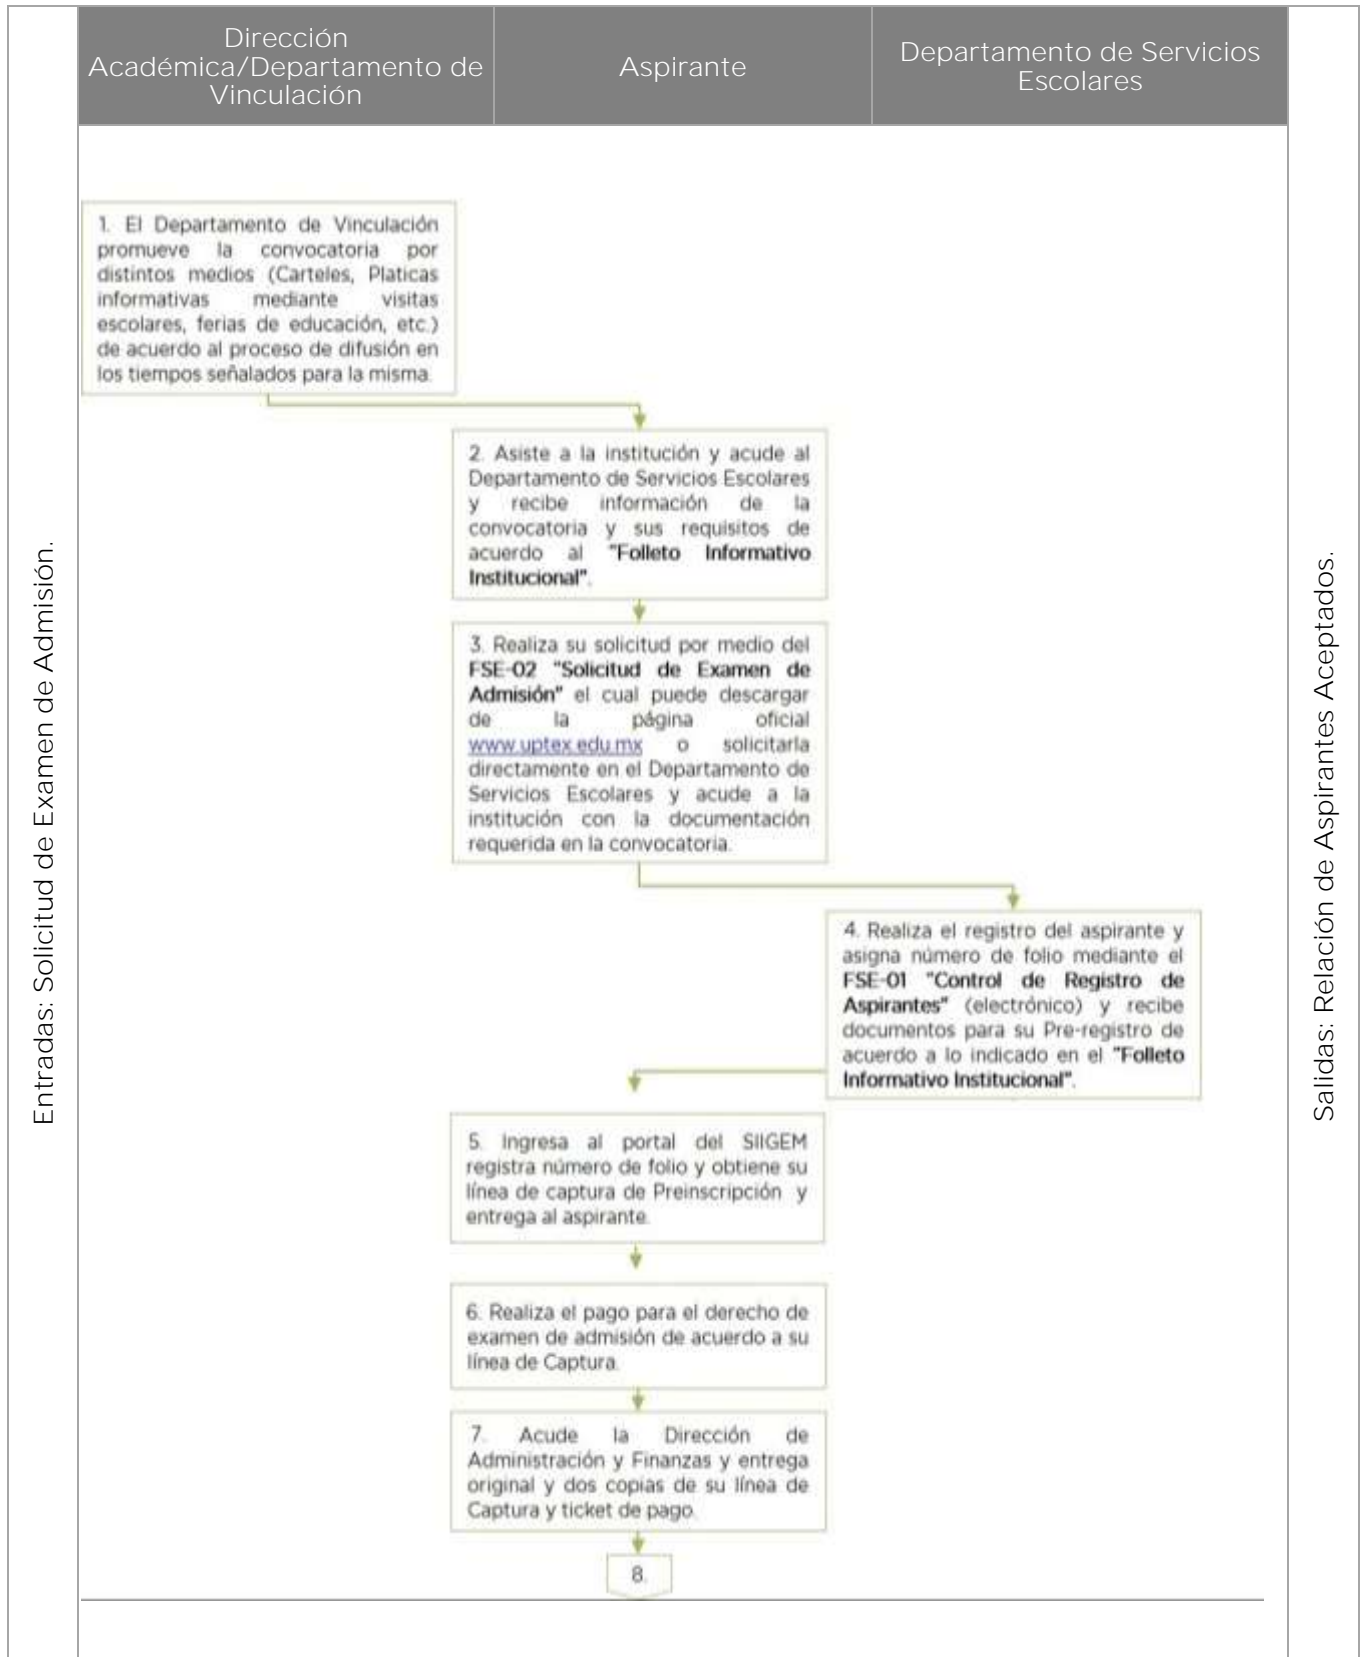 Dirección
Académica/Departamento de
Vinculación
Aspirante
Departamento de Servicios
Escolares
Entradas: Solicitud de Examen de Admisión.
1. El Departamento de Vinculación
promueve la convocatoria por
distintos medios (Carteles, Platicas
informativas mediante visitas
escolares, ferias de educación, etc.)
de acuerdo al proceso de difusión en
los tiempos señalados para la misma.
2. Asiste a la institución y acude al
Departamento de Servicios Escolares
y recibe información de la
convocatoria y sus requisitos de
acuerdo al "Folleto Informativo
Institucional".
3. Realiza su solicitud por medio del
FSE-02 "Solicitud de Examen de
Admisión" el cual puede descargar
de la página oficial
www.uptex.edu.mx o solicitarla
directamente en el Departamento de
Servicios Escolares y acude a la
institución con la documentación
requerida en la convocatoria.
4. Realiza el registro del aspirante y
asigna número de folio mediante el
FSE-01 "Control de Registro de
Aspirantes" (electrónico) y recibe
documentos para su Pre-registro de
acuerdo a lo indicado en el "Folleto
Informativo Institucional".
5. Ingresa al portal del SIIGEM
registra número de folio y obtiene su
línea de captura de Preinscripción y
entrega al aspirante.
6. Realiza el pago para el derecho de
examen de admisión de acuerdo a su
línea de Captura.
7. Acude la Dirección de
Administración y Finanzas y entrega
original y dos copias de su línea de
Captura y ticket de pago.
8.
Salidas: Relación de Aspirantes Aceptados.